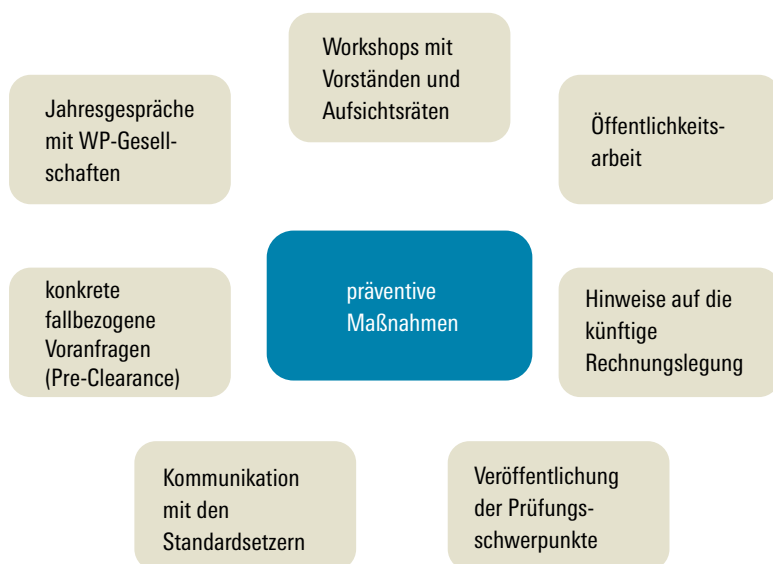 Workshops mit
Vorständen und
Aufsichtsräten
Jahresgespräche
mit WP-Gesell-
schaften
Öffentlichkeits-
arbeit
konkrete
fallbezogene
Voranfragen
(Pre-Clearance)
präventive
Maßnahmen
Hinweise auf die
künftige
Rechnungslegung
Kommunikation
mit den
Standardsetzern
Veröffentlichung
der Prüfungs-
schwerpunkte